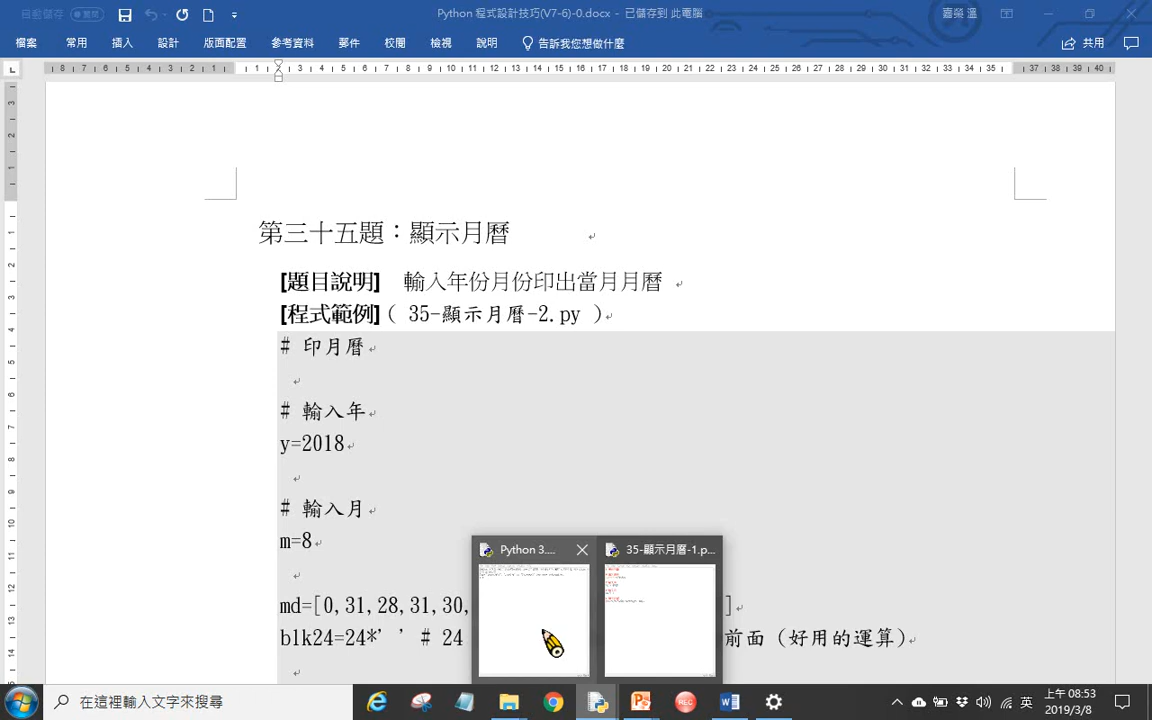 Python 程式設計技巧(V7-6)-0.docx - 已儲存到 此電腦
嘉榮 溫
檔案 常用 插入 設計 版面配置 參考資料 郵件 校閱 檢視 說明 告訴我您想做什麼 共用
第三十五題：顯示月曆
[題目說明] 輸入年份月份印出當月月曆
[程式範例] ( 35-顯示月曆-2.py )
# 印月曆
# 輸入年
y=2018
# 輸入月
m=8
Python 3....
35-顯示月曆-1.p...
md=[0,31,28,31,30, ]
blk24=24*' ' # 24 前面（好用的運算）
在這裡輸入文字來搜尋
REC
英
上午 08:53
2019/3/8